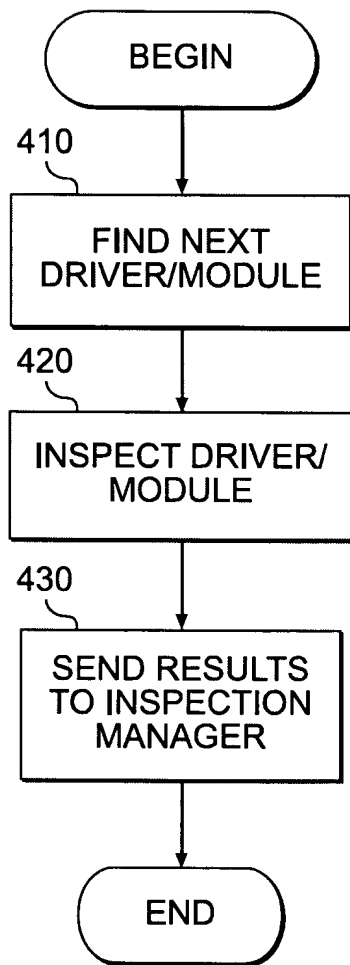 BEGIN
410
FIND NEXT
DRIVER/MODULE
420
INSPECT DRIVER/
MODULE
430
SEND RESULTS
TO INSPECTION
MANAGER
END